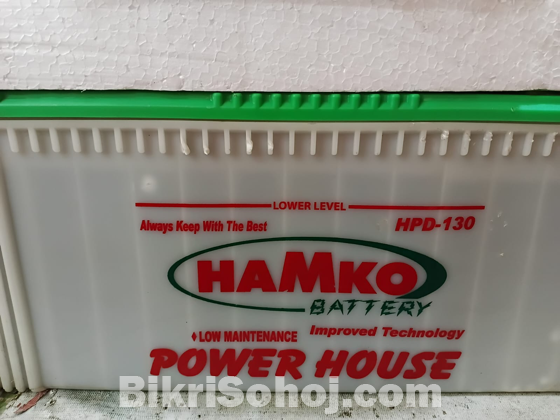 LOWER LEVEL
Always Keep With The Best
HPD-130
HAMKO
BATTERY
♦ LOW MAINTENANCE
Improved Technology
POWER HOUSE
BikriSohoj.com